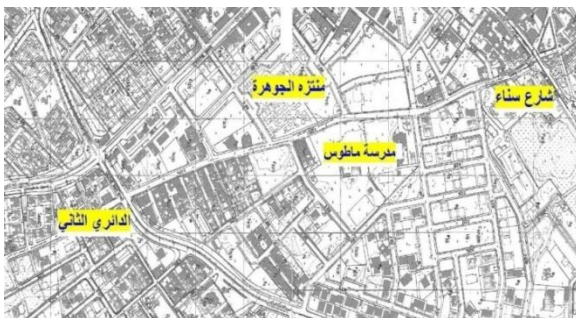 منتزه الجوهرة
شارع سناء
مدرسة ماطوس
الدائري الثاني